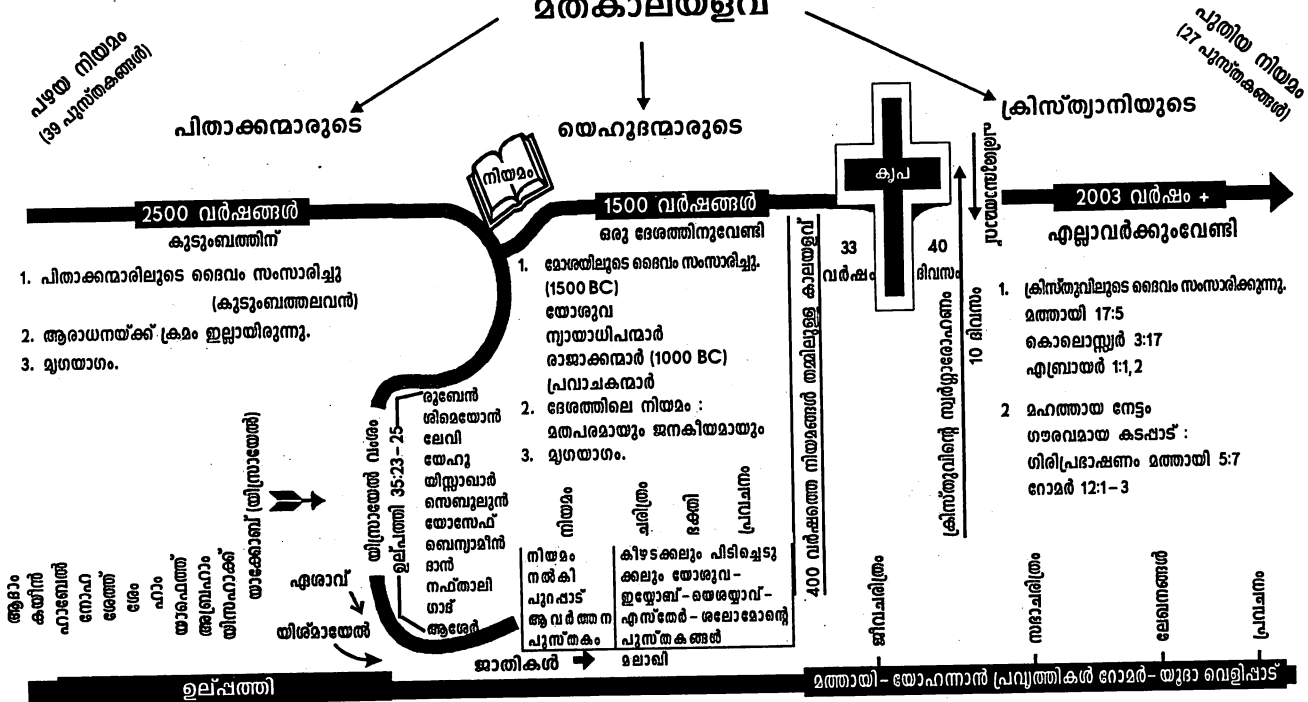 മതകാലയളവ്
പഴയ നിയമം
(39 പുസ്തകങ്ങൾ)
പിതാക്കന്മാരുടെ
യെഹൂദന്മാരുടെ
ക്രിസ്ത്യാനിയുടെ
പുതിയ നിയമം
(27 പുസ്തകങ്ങൾ)
നിയമം
കൃപ
2500 വർഷങ്ങൾ
കുടുംബത്തിന്
1. പിതാക്കന്മാരിലൂടെ ദൈവം സംസാരിച്ചു
(കുടുംബത്തലവൻ)
2. ആരാധനയ്ക്ക് ക്രമം ഇല്ലായിരുന്നു.
3. മൃഗയാഗം.
1500 വർഷങ്ങൾ
ഒരു ദേശത്തിനുവേണ്ടി
1. മോശയിലൂടെ ദൈവം സംസാരിച്ചു.
(1500 BC)
യോശുവ
ന്യായാധിപന്മാർ
രാജാക്കന്മാർ (1000 BC)
പ്രവാചകന്മാർ
2. ദേശത്തിലെ നിയമം :
മതപരമായും ജനകീയമായും
3. മൃഗയാഗം.
400 വർഷത്തെ നിയമങ്ങൾ തമ്മിലുള്ള കാലയളവ്
33
വർഷം
40
ദിവസം
ക്രിസ്തുവിന്റെ സ്വർഗ്ഗാരോഹണം
10 ദിവസം
2003 വർഷം +
എല്ലാവർക്കുംവേണ്ടി
1. ക്രിസ്തുവിലൂടെ ദൈവം സംസാരിക്കുന്നു.
മത്തായി 17:5
കൊലൊസ്സ്യർ 3:17
എബ്രായർ 1:1,2
2 മഹത്തായ നേട്ടം
ഗൗരവമായ കടപ്പാട് :
ഗിരിപ്രഭാഷണം മത്തായി 5:7
റോമർ 12:1-3
ആദാം
കയീൻ
ഹാബേൽ
നോഹ
ശേത്ത്
ശേം
ഹാം
യാഫെത്ത്
അബ്രഹാം
യിസഹാക്ക്
യാക്കോബ് (യിസ്രായേൽ)
ഏശാവ്
യിശ്മായേൽ
യിസ്രായേൽ വംശം
ഉല്പത്തി 35:23-25
രൂബേൻ
ശിമെയോൻ
ലേവി
യേഹൂ
യിസ്സാഖാർ
സെബുലൂൻ
യോസേഫ്
ബെന്യാമീൻ
ദാൻ
നഫ്താലി
ഗാദ്
ആശേർ
നിയമം
ചരിത്രം
ഭക്തി
പ്രവചനം
നിയമം
നൽകി
പുറപ്പാട്
ആവർത്തന
പുസ്തകം
കീഴടക്കലും പിടിച്ചെടു
ക്കലും യോശുവ-
ഇയ്യോബ്-യെശയ്യാവ്-
എസ്തേർ-ശലോമോന്റെ
പുസ്തകങ്ങൾ
ജാതികൾ
മലാഖി
ജീവചരിത്രം
സഭാചരിത്രം
ലേഖനങ്ങൾ
പ്രവചനം
ഉല്പത്തി
മത്തായി-യോഹന്നാൻ പ്രവൃത്തികൾ റോമർ-യൂദാ വെളിപ്പാട്